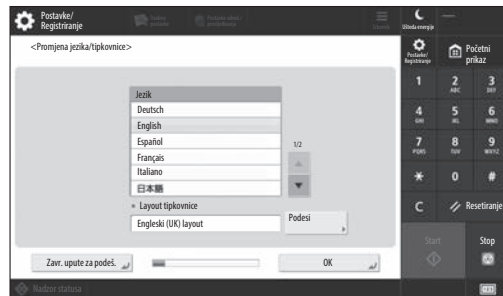 Postavke/
Registriranje
Ušteda energije
<Promjena jezika/tipkovnice>
Postavke/
Registriranje
Početni
prikaz
Jezik
Deutsch
English
Español
Français
Italiano
日本語
1/2
Layout tipkovnice
Engleski (UK) layout
Podesi
Zavr. upute za podeš.
OK
Nadzor statusa
1
2
ABC
3
DEF
4
GHI
5
JKL
6
MNO
7
PQRS
8
TUV
9
WXYZ
*
0
#
C
Resetiranje
Start
Stop